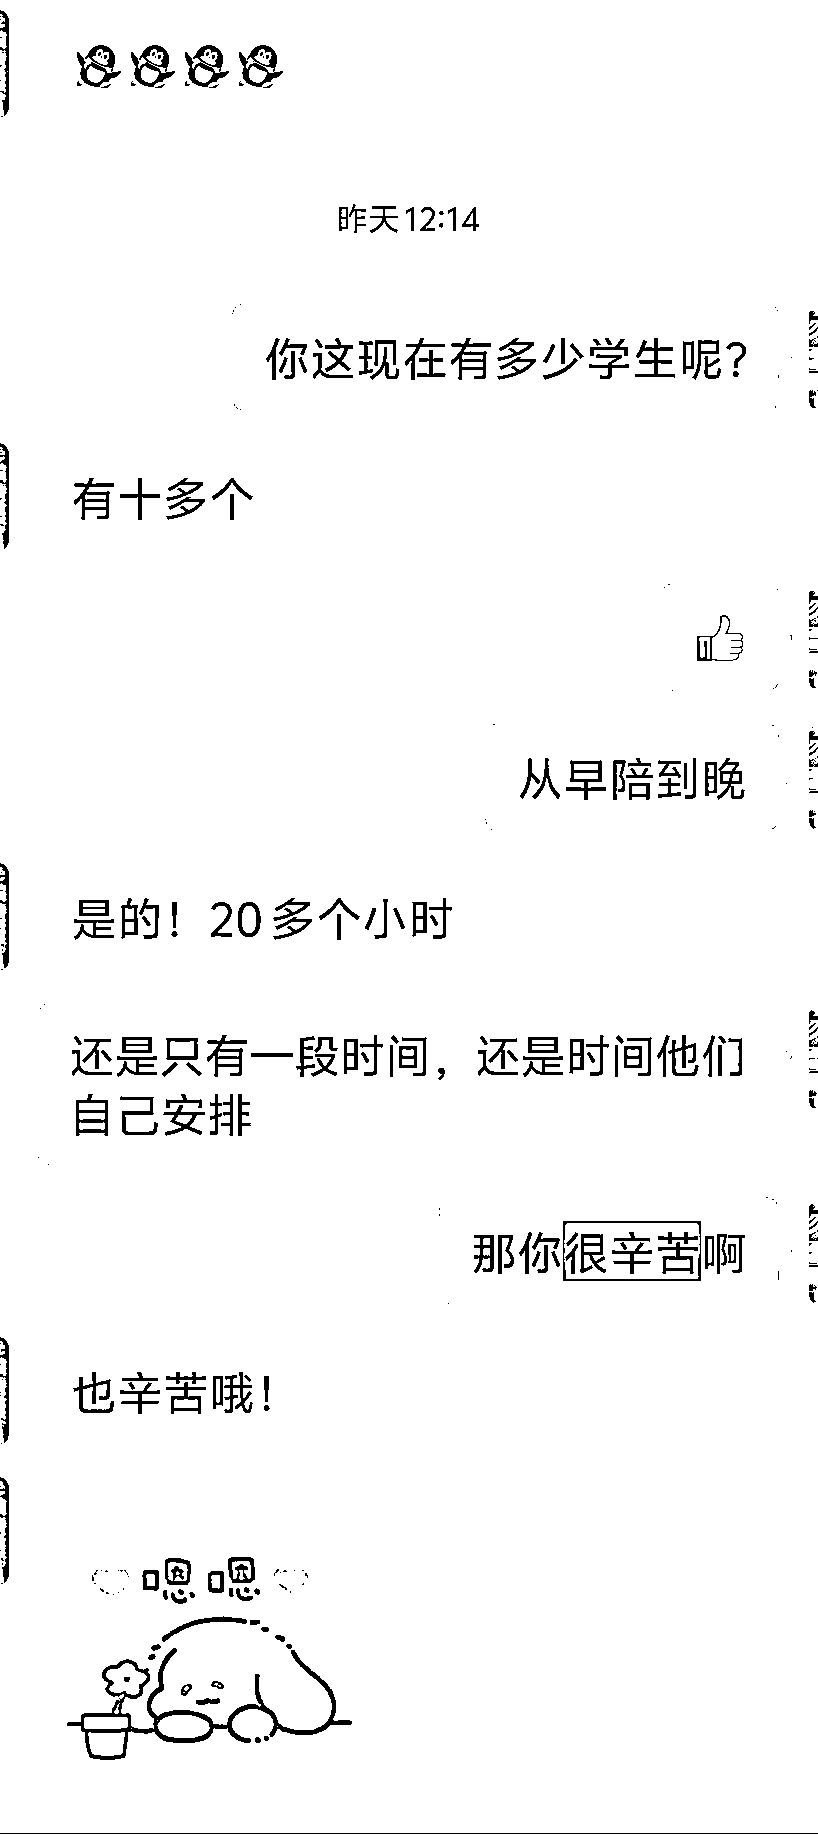 昨天12:14
你这现在有多少学生呢？
有十多个
从早陪到晚
是的！20多个小时
还是只有一段时间，还是时间他们
自己安排
那你很辛苦啊
也辛苦哦！
嗯嗯